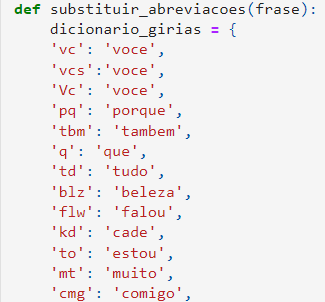 def substituir_abreviacoes(frase):
dicionario_girias = {
'vc': 'voce',
'vcs':'voce',
'Vc': 'voce',
'pq': 'porque',
'tbm': 'tambem',
'q': 'que',
'td': 'tudo',
'blz': 'beleza',
'flw': 'falou',
'kd': 'cade',
'to': 'estou',
'mt': 'muito',
'cmg': 'comigo',